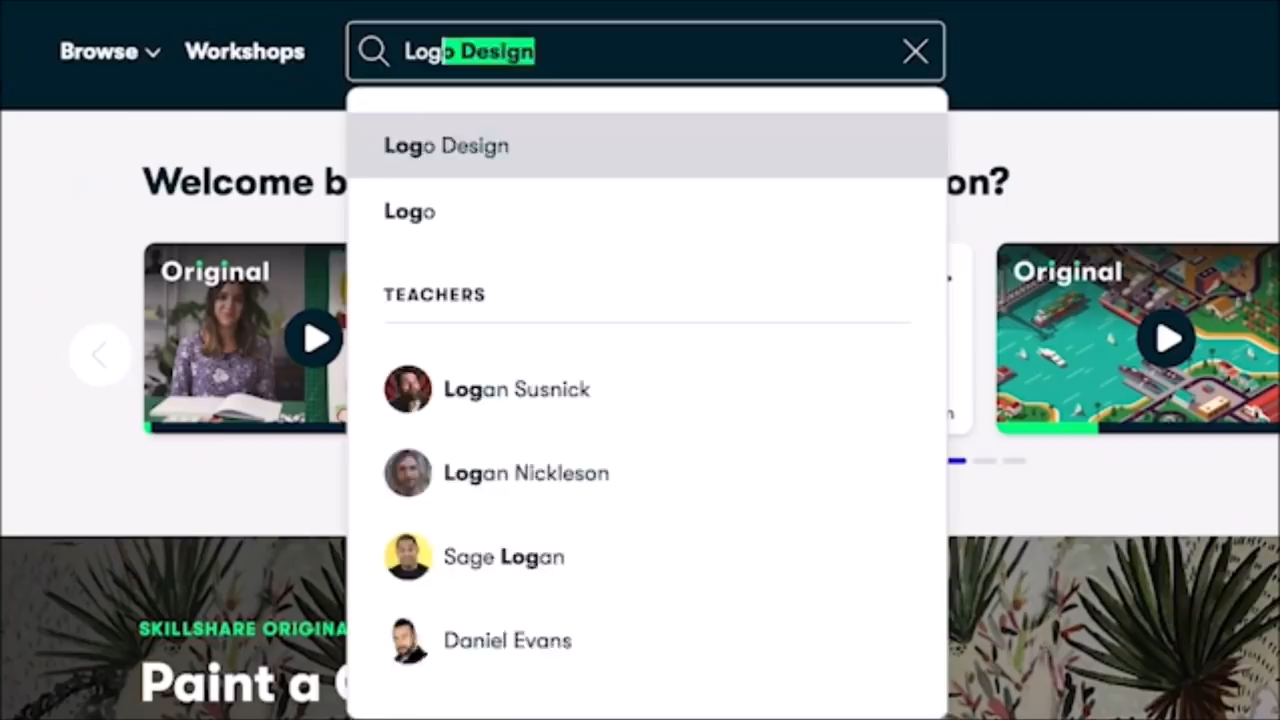 Browse Workshops Logo Design
Logo Design
Welcome b on?
Logo
Original Original
TEACHERS
Logan Susnick
Logan Nickleson
Sage Logan
SKILLSHARE ORIGINA
Daniel Evans
Paint a